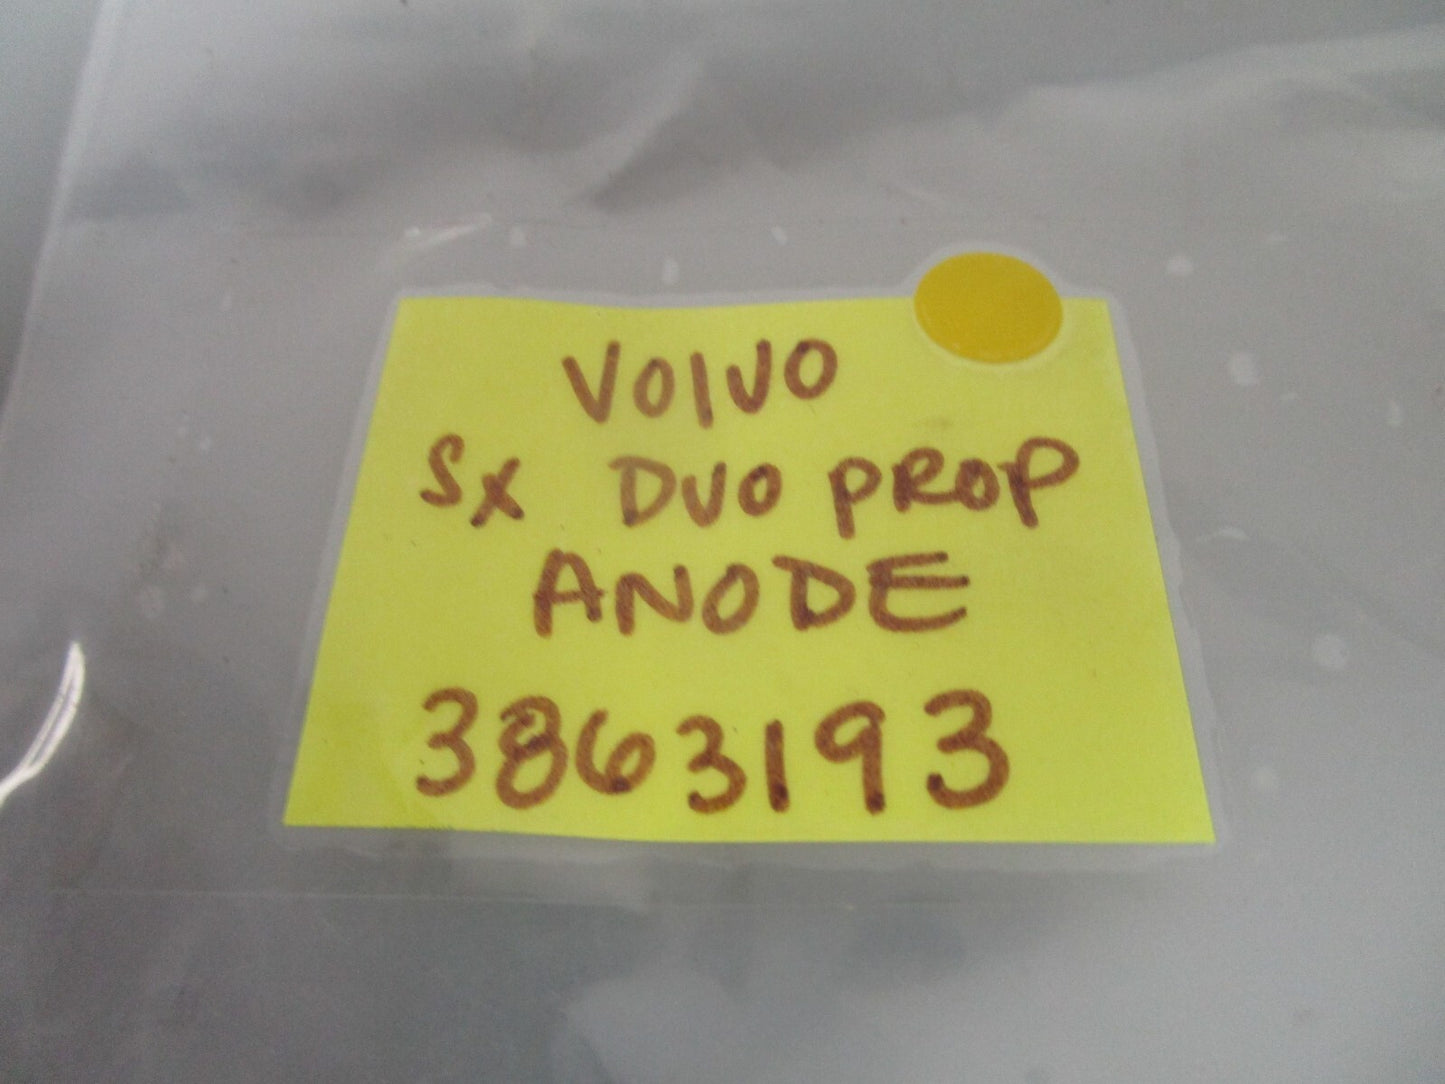 VOLVO
SX DUO PROP
ANODE
3863193